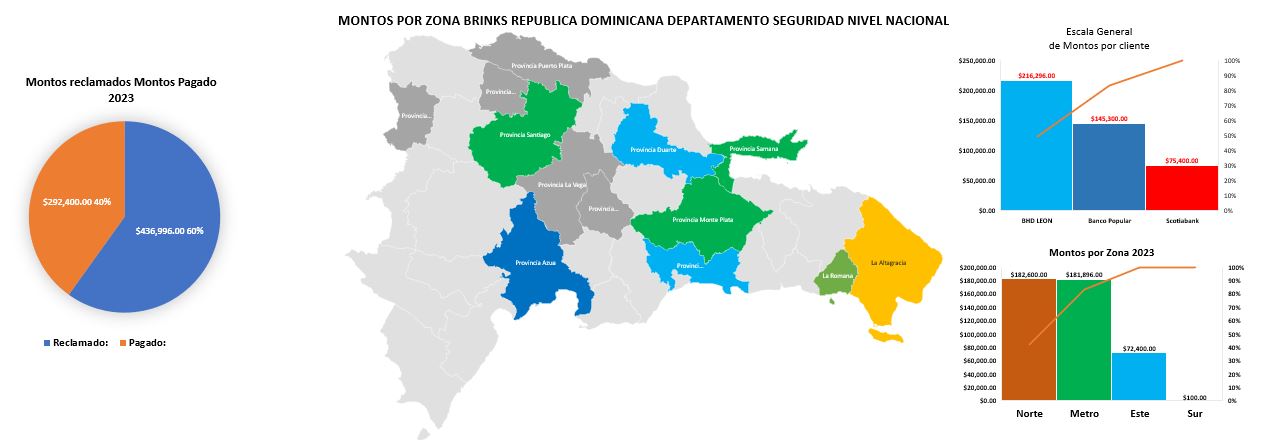 MONTOS POR ZONA BRINKS REPUBLICA DOMINICANA DEPARTAMENTO SEGURIDAD NIVEL NACIONAL
Montos reclamados Montos Pagado
2023
$292,400.00 40%
$436,996.00 60%
Reclamado:
Pagado:
Provincia Puerto Plata
Provincia...
Provincia...
Provincia Santiago
Provincia Duarte
Provincia Samana
Provincia La Vega
Provincia...
Provincia Monte Plata
Provincia Azua
Provinci...
La Romana
La Altagracia
Escala General
de Montos por cliente
$250,000.00
$200,000.00
$150,000.00
$100,000.00
$50,000.00
$0.00
$216,296.00
$145,300.00
$75,400.00
100%
90%
80%
70%
60%
50%
40%
30%
20%
10%
0%
BHD LEON
Banco Popular
Scotiabank
Montos por Zona 2023
$200,000.00
$180,000.00
$160,000.00
$140,000.00
$120,000.00
$100,000.00
$80,000.00
$60,000.00
$40,000.00
$20,000.00
$0.00
$182,600.00
$181,896.00
$72,400.00
$100.00
100%
90%
80%
70%
60%
50%
40%
30%
20%
10%
0%
Norte
Metro
Este
Sur